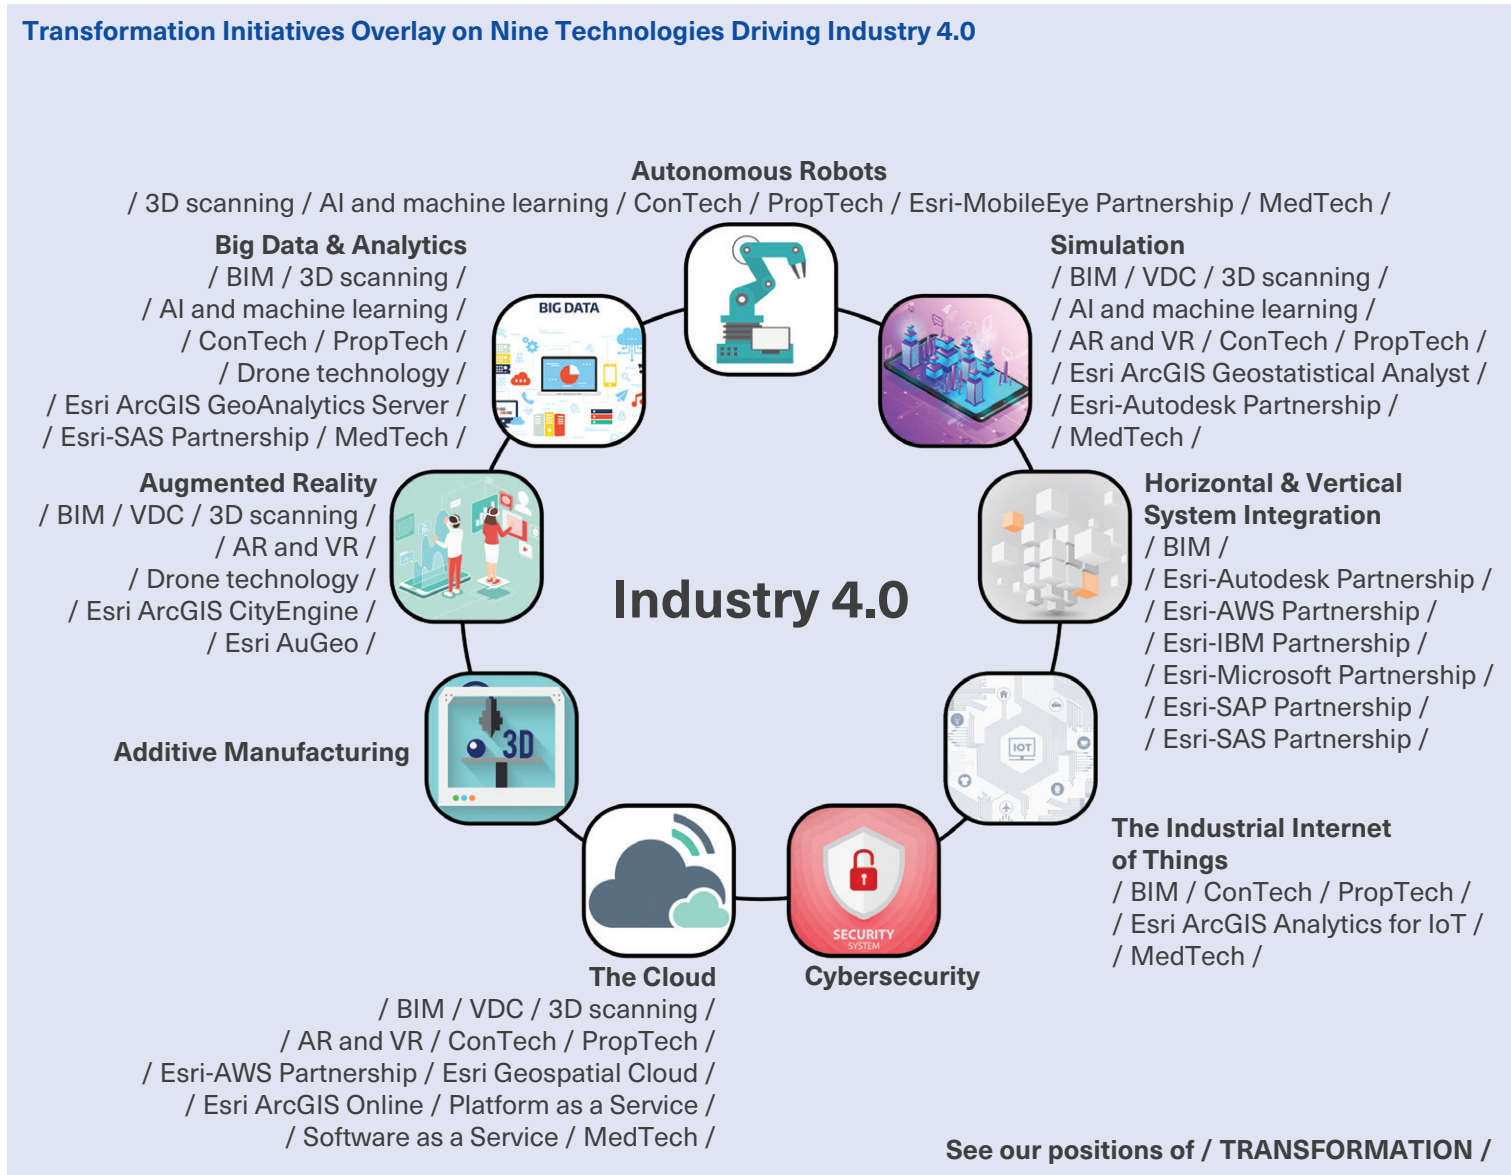 Transformation Initiatives Overlay on Nine Technologies Driving Industry 4.0
Autonomous Robots
/ 3D scanning / AI and machine learning / ConTech / PropTech / Esri-MobileEye Partnership / MedTech /
Big Data & Analytics
/ BIM / 3D scanning /
/ AI and machine learning /
/ ConTech / PropTech /
/ Drone technology /
/ Esri ArcGIS GeoAnalytics Server /
/ Esri-SAS Partnership / MedTech /
BIG DATA
Simulation
/ BIM / VDC / 3D scanning /
/ AI and machine learning /
/ AR and VR / ConTech / PropTech /
/ Esri ArcGIS Geostatistical Analyst /
/ Esri-Autodesk Partnership /
/ MedTech /
Augmented Reality
/ BIM / VDC / 3D scanning /
/ AR and VR /
/ Drone technology /
/ Esri ArcGIS CityEngine /
/ Esri AuGeo /
Industry 4.0
Horizontal & Vertical
System Integration
/ BIM /
/ Esri-Autodesk Partnership /
/ Esri-AWS Partnership /
/ Esri-IBM Partnership /
/ Esri-Microsoft Partnership /
/ Esri-SAP Partnership /
/ Esri-SAS Partnership /
Additive Manufacturing
3D
IOT
The Industrial Internet
of Things
/ BIM / ConTech / PropTech /
/ Esri ArcGIS Analytics for IoT /
/ MedTech /
SECURITY
SYSTEM
Cybersecurity
The Cloud
/ BIM / VDC / 3D scanning /
/ AR and VR / ConTech / PropTech /
/ Esri-AWS Partnership / Esri Geospatial Cloud /
/ Esri ArcGIS Online / Platform as a Service /
/ Software as a Service / MedTech /
See our positions of / TRANSFORMATION /